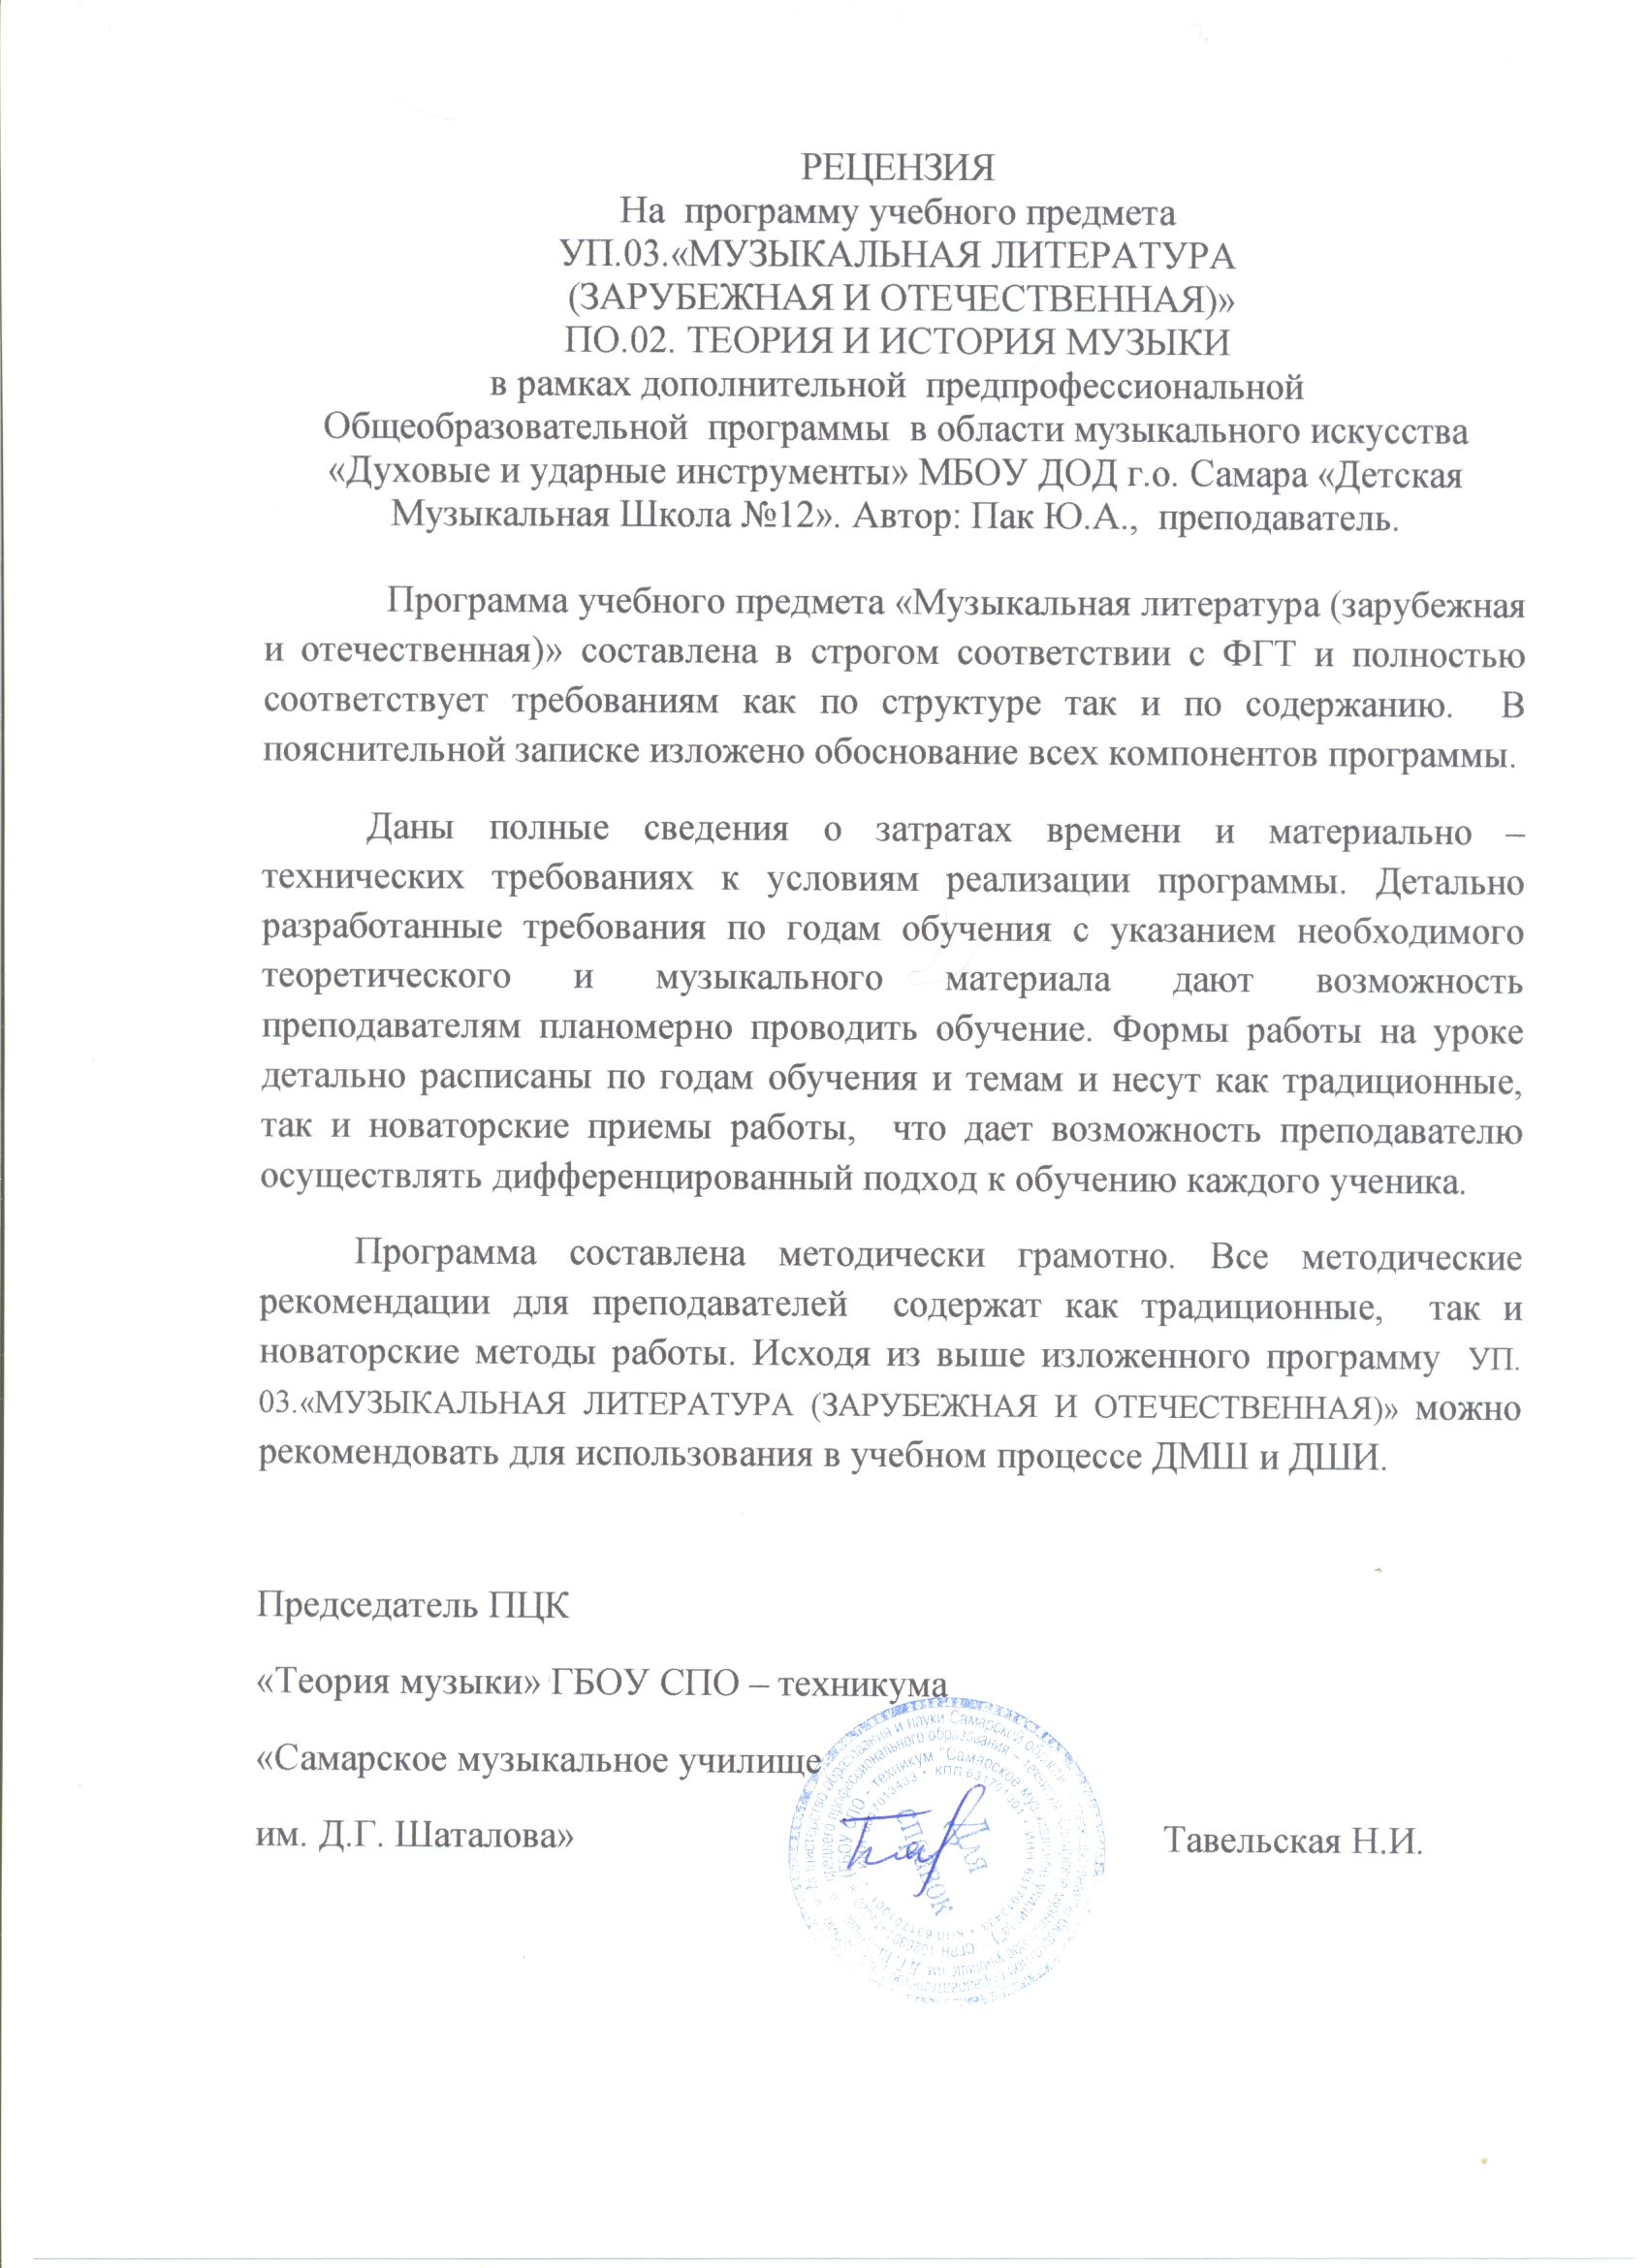 РЕЦЕНЗИЯ
На программу учебного предмета
УП.03.«МУЗЫКАЛЬНАЯ ЛИТЕРАТУРА
(ЗАРУБЕЖНАЯ И ОТЕЧЕСТВЕННАЯ)»
ПО.02. ТЕОРИЯ И ИСТОРИЯ МУЗЫКИ
в рамках дополнительной предпрофессиональной
Общеобразовательной программы в области музыкального искусства
«Духовые и ударные инструменты» МБОУ ДОД г.о. Самара «Детская
Музыкальная Школа №12». Автор: Пак Ю.А., преподаватель.
Программа учебного предмета «Музыкальная литература (зарубежная
и отечественная)» составлена в строгом соответствии с ФГТ и полностью
соответствует требованиям как по структуре так и по содержанию. В
пояснительной записке изложено обоснование всех компонентов программы.
Даны полные сведения о затратах времени и материально –
технических требованиях к условиям реализации программы. Детально
разработанные требования по годам обучения с указанием необходимого
теоретического и музыкального материала дают возможность
преподавателям планомерно проводить обучение. Формы работы на уроке
детально расписаны по годам обучения и темам и несут как традиционные,
так и новаторские приемы работы, что дает возможность преподавателю
осуществлять дифференцированный подход к обучению каждого ученика.
Программа составлена методически грамотно. Все методические
рекомендации для преподавателей содержат как традиционные, так и
новаторские методы работы. Исходя из выше изложенного программу УП.
03.«МУЗЫКАЛЬНАЯ ЛИТЕРАТУРА (ЗАРУБЕЖНАЯ И ОТЕЧЕСТВЕННАЯ)» можно
рекомендовать для использования в учебном процессе ДМШ и ДШИ.
Председатель ПЦК
«Теория музыки» ГБОУ СПО – техникума
«Самарское музыкальное училище
им. Д.Г. Шаталова» Тавельская Н.И.
Для
справок